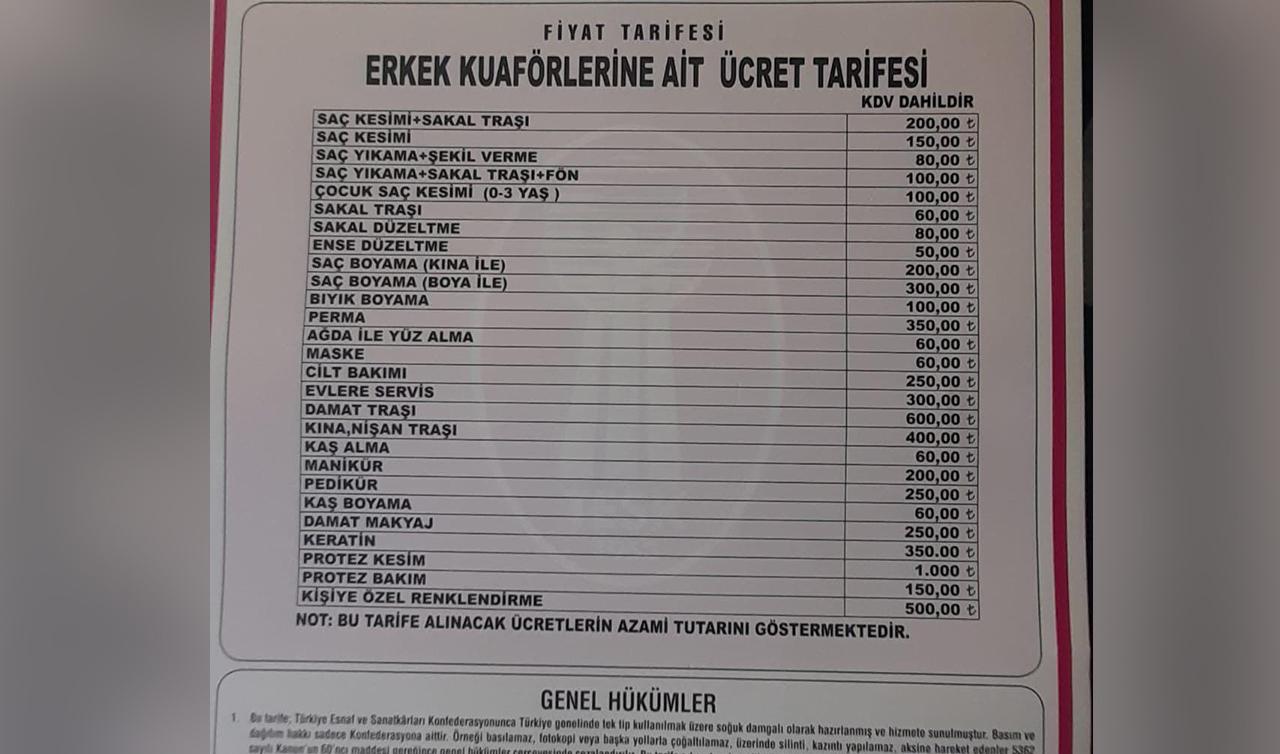 FİYAT TARİFESİ
ERKEK KUAFÖRLERİNE AİT ÜCRET TARİFESİ
KDV DAHİLDİR
SAÇ KESİMİ+SAKAL TRAŞI 200,00 ₺
SAÇ KESİMİ 150,00 ₺
SAÇ YIKAMA+ŞEKİL VERME 80,00 ₺
SAÇ YIKAMA+SAKAL TRAŞI+FÖN 100,00 ₺
ÇOCUK SAÇ KESİMİ (0-3 YAŞ ) 100,00 ₺
SAKAL TRAŞI 60,00 ₺
SAKAL DÜZELTME 80,00 ₺
ENSE DÜZELTME 50,00 ₺
SAÇ BOYAMA (KINA İLE) 200,00 ₺
SAÇ BOYAMA (BOYA İLE) 300,00 ₺
BIYIK BOYAMA 100,00 ₺
PERMA 350,00 ₺
AĞDA İLE YÜZ ALMA 60,00 ₺
MASKE 60,00 ₺
CİLT BAKIMI 250,00 ₺
EVLERE SERVİS 300,00 ₺
DAMAT TRAŞI 600,00 ₺
KINA,NİŞAN TRAŞI 400,00 ₺
KAŞ ALMA 60,00 ₺
MANİKÜR 200,00 ₺
PEDİKÜR 250,00 ₺
KAŞ BOYAMA 60,00 ₺
DAMAT MAKYAJ 250,00 ₺
KERATİN 350.00 ₺
PROTEZ KESİM 1.000 ₺
PROTEZ BAKIM 150,00 ₺
KİŞİYE ÖZEL RENKLENDİRME 500,00 ₺
NOT: BU TARİFE ALINACAK ÜCRETLERİN AZAMİ TUTARINI GÖSTERMEKTEDİR.
GENEL HÜKÜMLER
1. Bu tarife; Türkiye Esnaf ve Sanatkârları Konfederasyonunca Türkiye genelinde tek tip kullanılmak üzere soğuk damgalı olarak hazırlanmış ve hizmete sunulmuştur. Basım ve
dağıtım hakkı sadece Konfederasyona aittir. Örneği basılamaz, fotokopi veya başka yollarla çoğaltılamaz, üzerinde silinti, kazıntı yapılamaz, aksine hareket edenler 5362
sayılı Kanun'un 60'ncı maddesi gereğince genel hükümler çerçevesinde